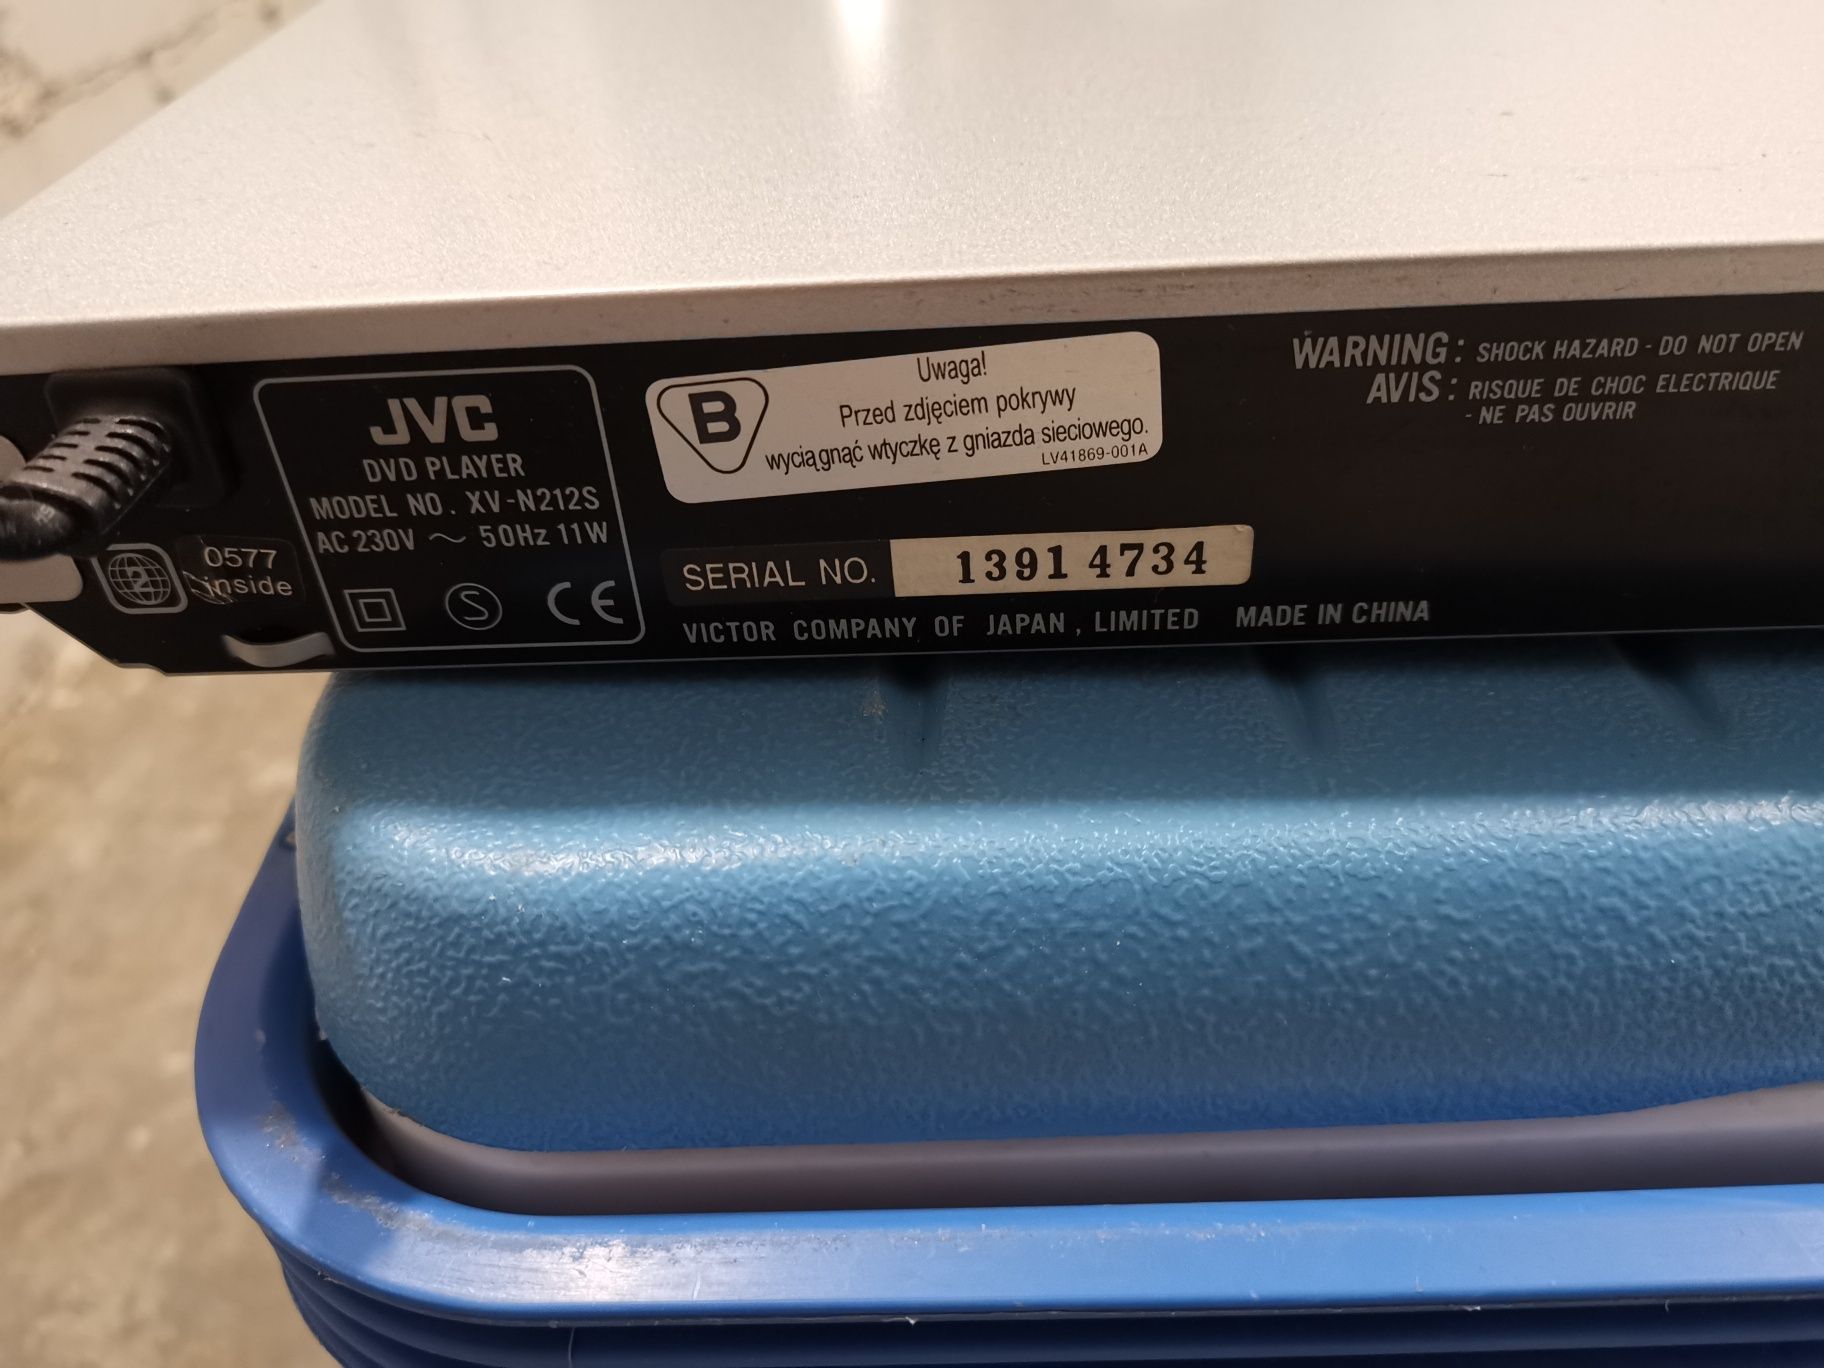 JVC
DVD PLAYER
MODEL NO. XV-N212S
AC 230V ~ 50Hz 11W
S
CE
2
0577
inside
B
Uwaga!
Przed zdjęciem pokrywy
wyciągnąć wtyczkę z gniazda sieciowego.
LV41869-001A
SERIAL NO. 1391 4734
VICTOR COMPANY OF JAPAN, LIMITED MADE IN CHINA
WARNING: SHOCK HAZARD - DO NOT OPEN
AVIS: RISQUE DE CHOC ELECTRIQUE
- NE PAS OUVRIR